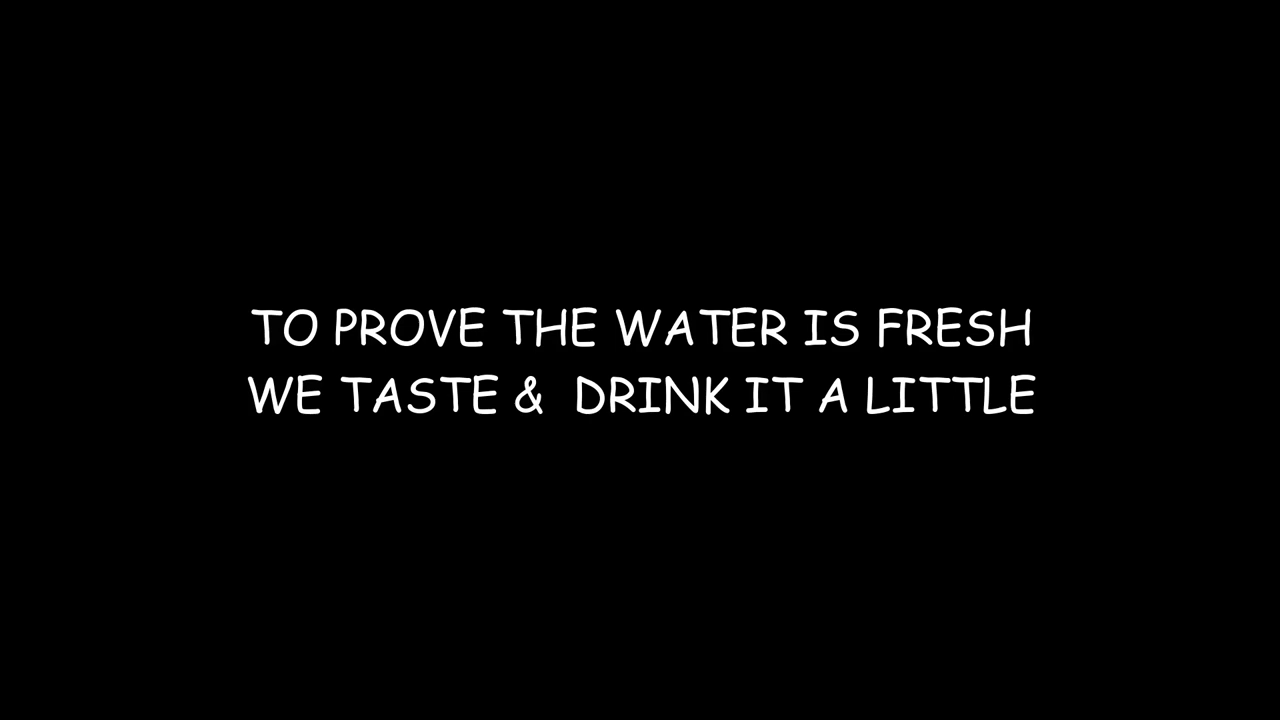 TO PROVE THE WATER IS FRESH
WE TASTE &  DRINK IT A LITTLE